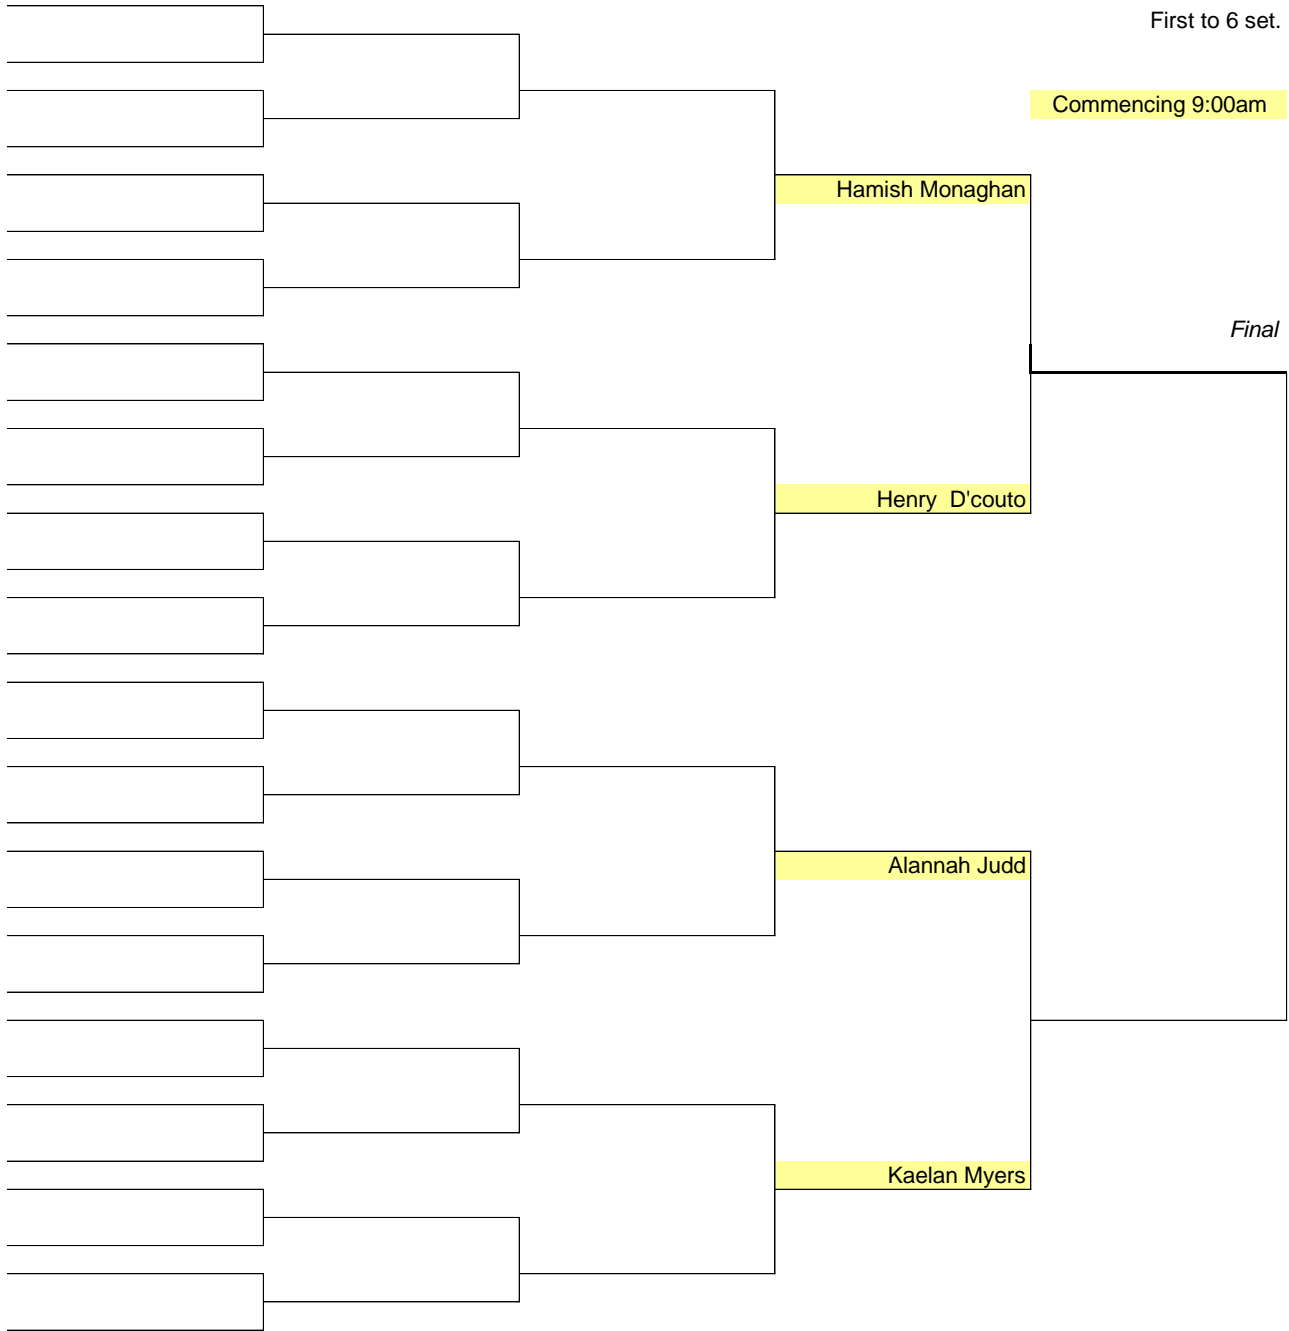 First to 6 set.
Commencing 9:00am
Hamish Monaghan
Final
Henry  D'couto
Alannah Judd
Kaelan Myers